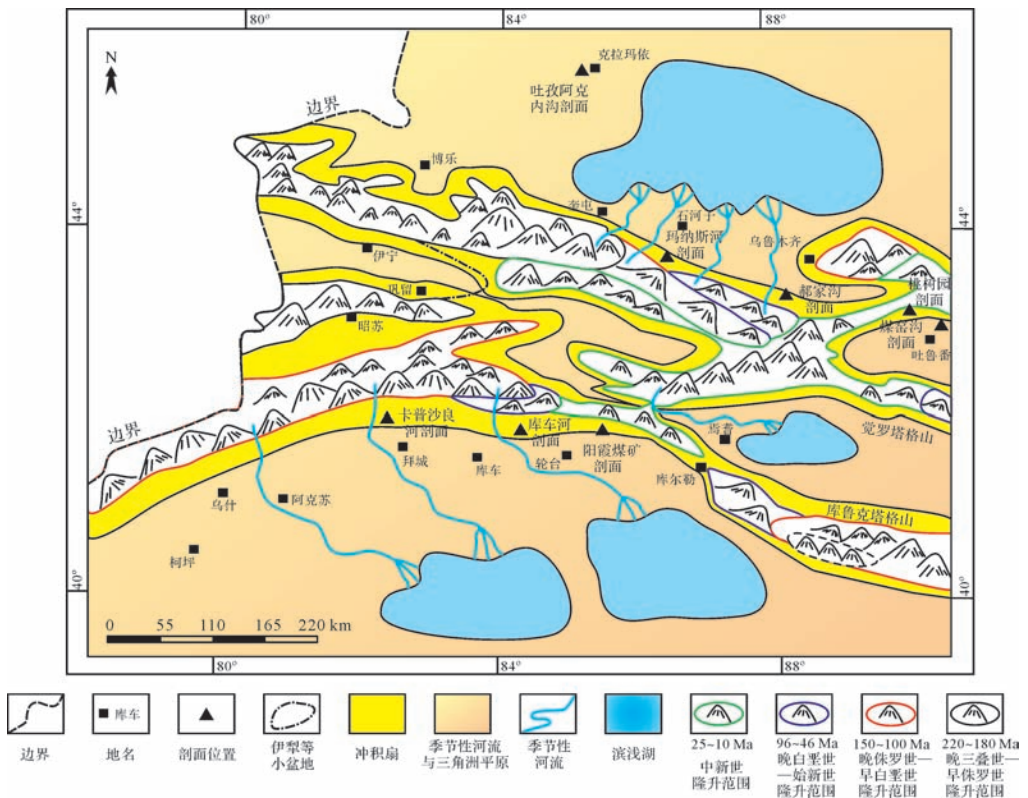 80°
84°
88°
N
克拉玛依
吐孜阿克
内沟剖面
边界
博乐
44°
44°
奎屯
石河子
玛纳斯河
剖面
乌鲁木齐
伊宁
巩留
郝家沟
剖面
桃树园
剖面
昭苏
煤窑沟
剖面
吐鲁番
卡普沙良
河剖面
库车河
剖面
阳霞煤矿
剖面
焉耆
觉罗塔格山
边界
拜城
库车
轮台
库尔勒
乌什
阿克苏
库鲁克塔格山
柯坪
40°
40°
0 55 110 165 220 km
80°
84°
88°
库车
边界
地名
剖面位置
伊犁等
小盆地
冲积扇
季节性河流
与三角洲平原
季节性
河流
滨浅湖
25~10 Ma
中新世
隆升范围
96~46 Ma
晚白垩世
—始新世
隆升范围
150~100 Ma
晚侏罗世—
早白垩世
隆升范围
220~180 Ma
晚三叠世—
早侏罗世
隆升范围